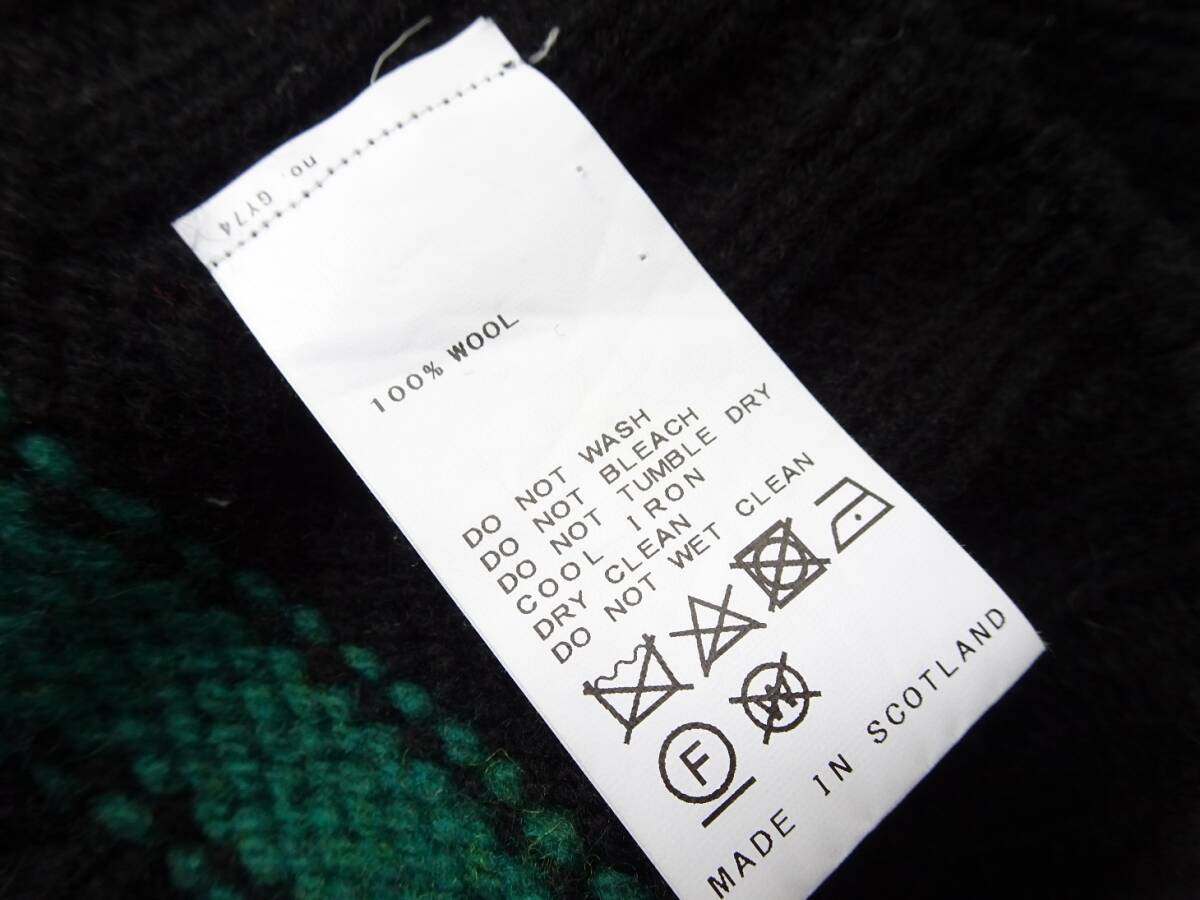 no. GY74
100% WOOL
DO NOT WASH
DO NOT BLEACH
DO NOT TUMBLE DRY
COOL IRON
DRY CLEAN
DO NOT WET CLEAN
W
F
MADE IN SCOTLAND